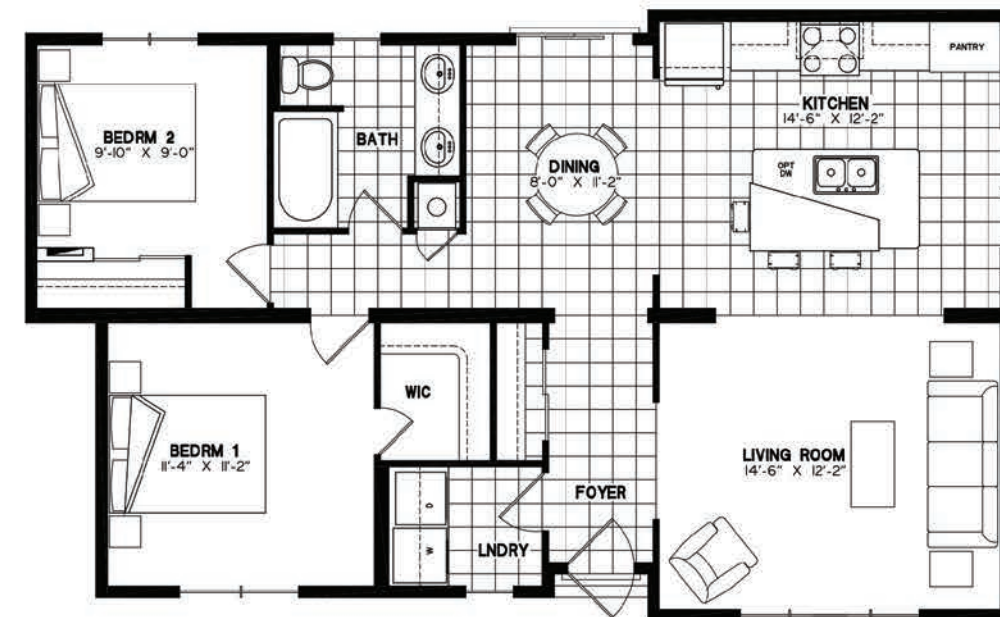 PANTRY
KITCHEN
14'-6" X 12'-2"
BEDRM 2
9'-10" X 9'-0"
BATH
DINING
8'-0" X 11'-2"
OPT
DW
WIC
BEDRM 1
11'-4" X 11'-2"
LIVING ROOM
14'-6" X 12'-2"
D
FOYER
W
LNDRY